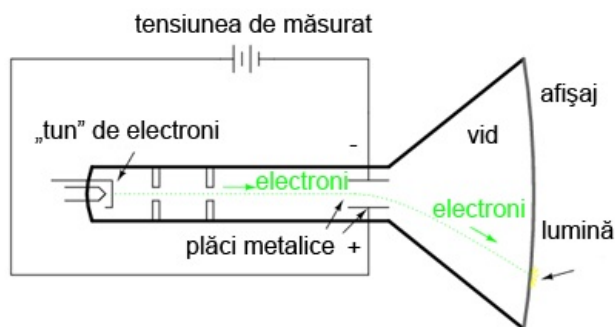 tensiunea de măsurat
afişaj
„tun” de electroni
vid
-
electroni
electroni
plăci metalice
+
lumină